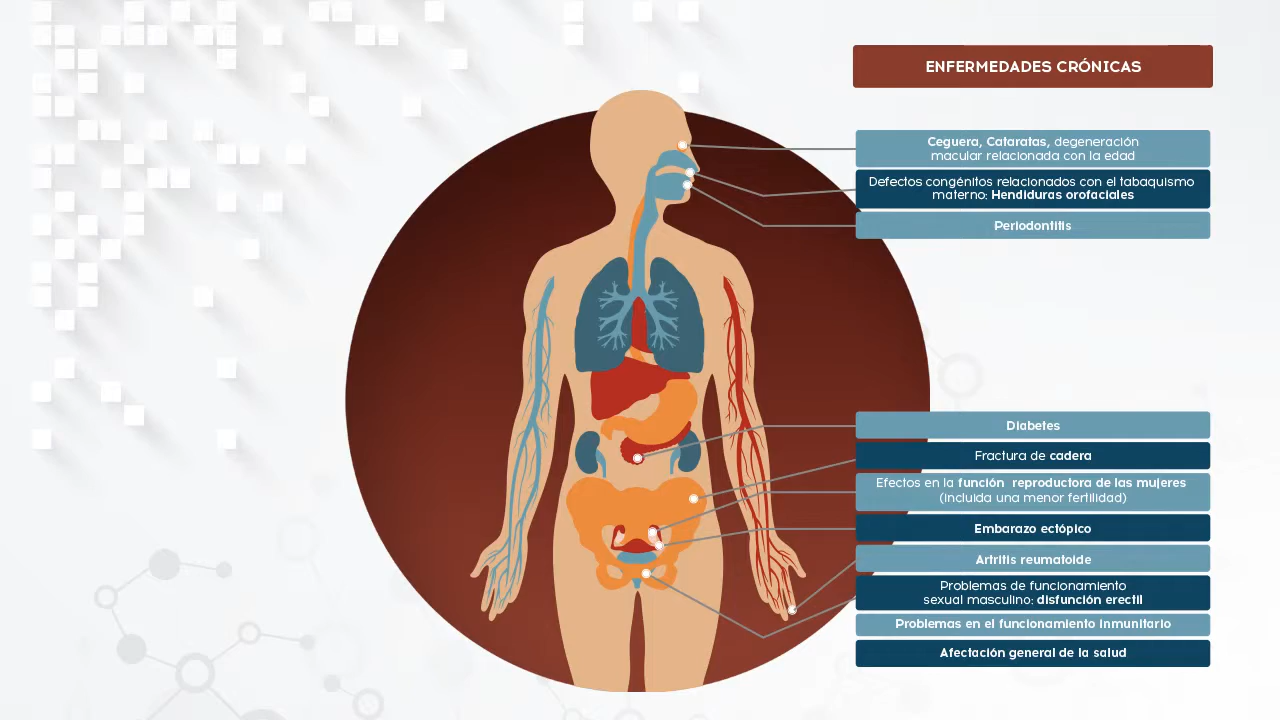 ENFERMEDADES CRÓNICAS
Ceguera, Cataratas, degeneración
macular relacionada con la edad
Defectos congénitos relacionados con el tabaquismo
materno: Hendiduras orofaciales
Periodontitis
Diabetes
Fractura de cadera
Efectos en la función reproductora de las mujeres
(incluida una menor fertilidad)
Embarazo ectópico
Artritis reumatoide
Problemas de funcionamiento
sexual masculino: disfunción erectil
Problemas en el funcionamiento inmunitario
Afectación general de la salud